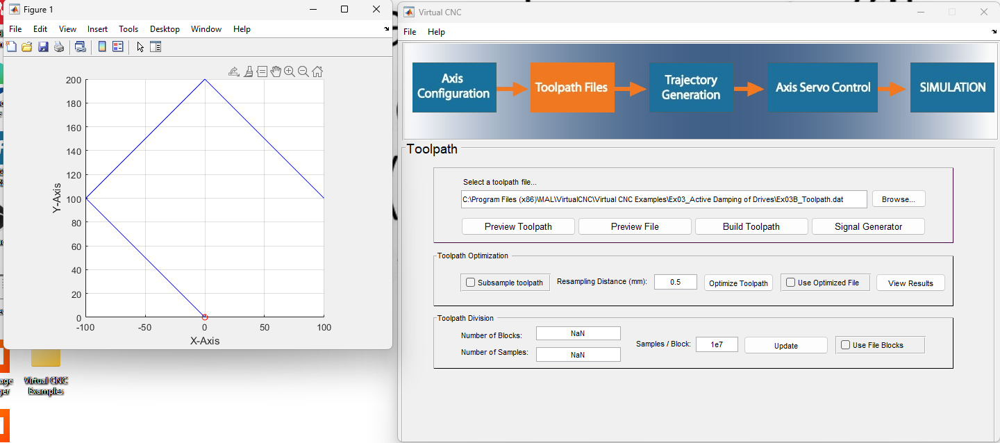 Figure 1
File Edit View Insert Tools Desktop Window Help
200
180
160
140
120
100
80
60
40
20
0
-100 -50 0 50 100
X-Axis
Y-Axis
Virtual CNC
Examples
Virtual CNC
File Help
Axis
Configuration
Toolpath Files
Trajectory
Generation
Axis Servo Control
SIMULATION
Toolpath
Select a toolpath file...
C:\Program Files (x86)\MAL\VirtualCNC\Virtual CNC Examples\Ex03_Active Damping of Drives\Ex03B_Toolpath.dat Browse...
Preview Toolpath Preview File Build Toolpath Signal Generator
Toolpath Optimization
Subsample toolpath Resampling Distance (mm): 0.5 Optimize Toolpath Use Optimized File View Results
Toolpath Division
Number of Blocks: NaN
Number of Samples: NaN
Samples / Block: 1e7 Update Use File Blocks